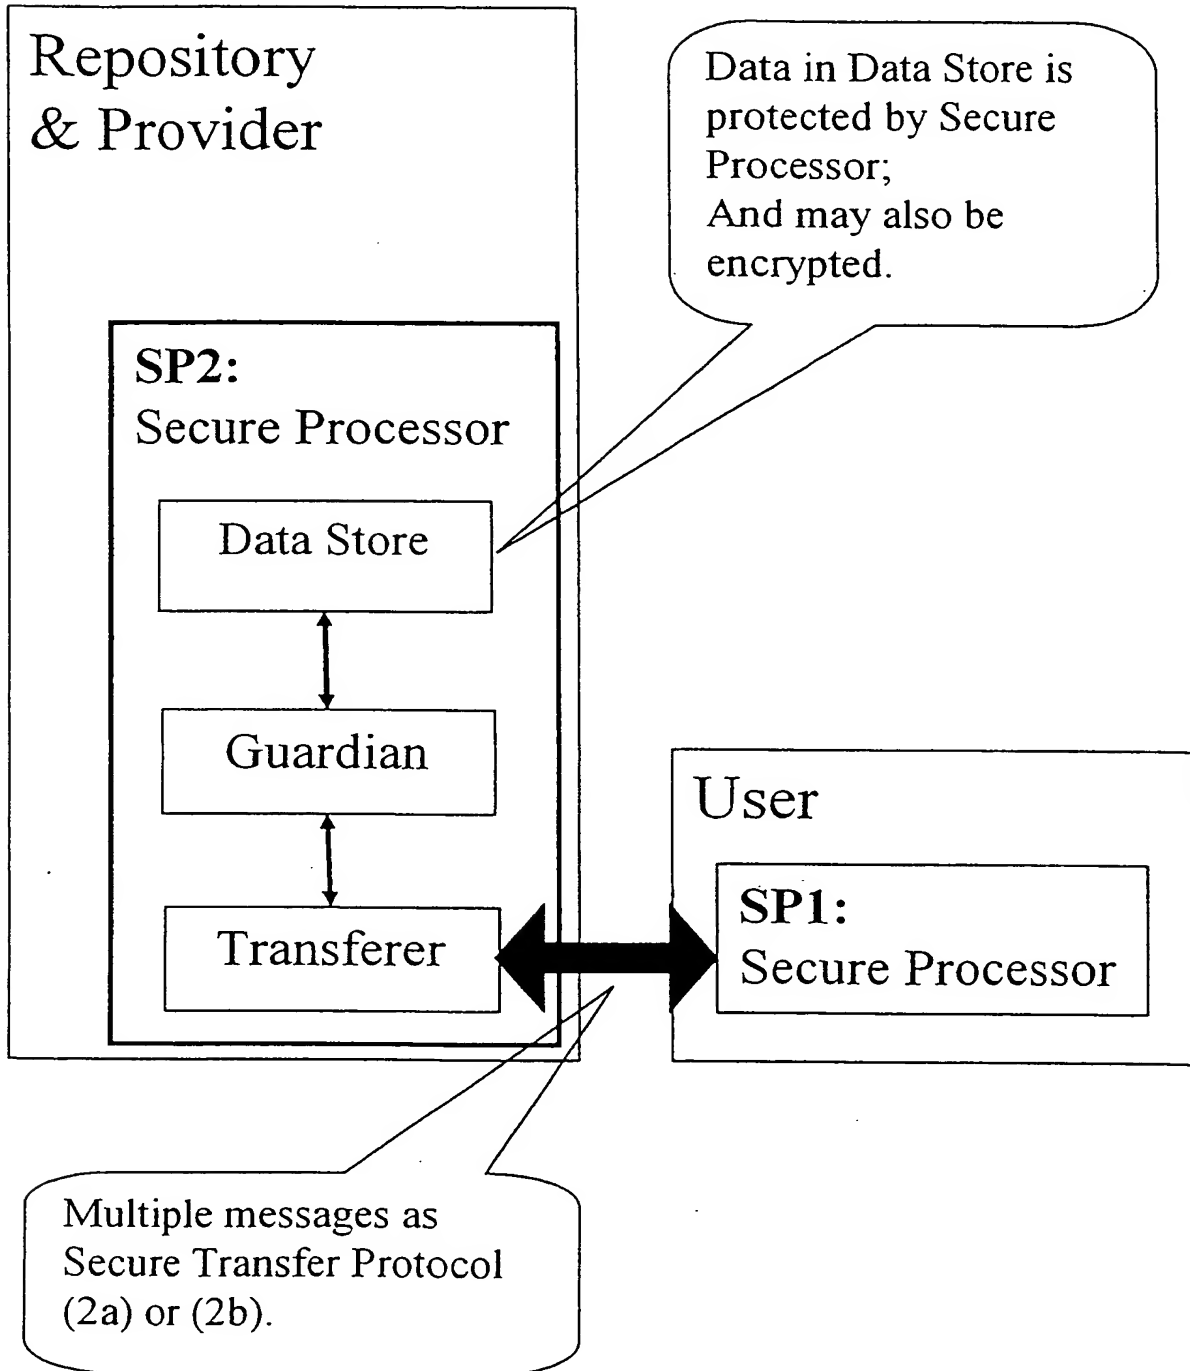 Repository
& Provider
Data in Data Store is
protected by Secure
Processor;
And may also be
encrypted.
SP2:
Secure Processor
Data Store
Guardian
Transferer
User
SP1:
Secure Processor
Multiple messages as
Secure Transfer Protocol
(2a) or (2b).